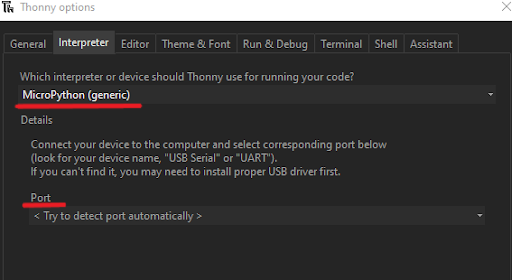 Thonny options
General Interpreter Editor Theme & Font Run & Debug Terminal Shell Assistant
Which interpreter or device should Thonny use for running your code?
MicroPython (generic)
Details
Connect your device to the computer and select corresponding port below
(look for your device name, "USB Serial" or "UART").
If you can't find it, you may need to install proper USB driver first.
Port
< Try to detect port automatically >